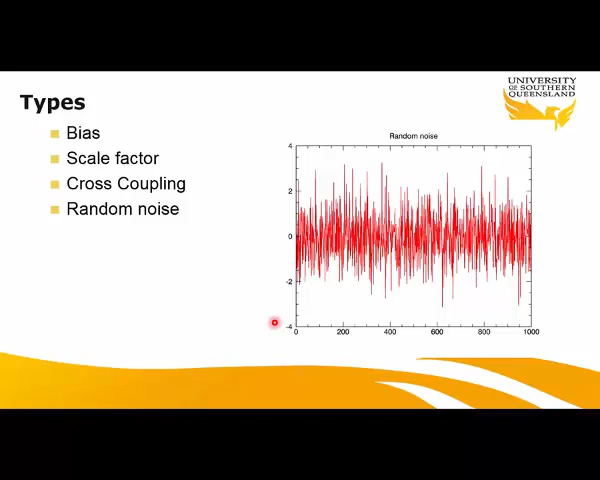 UNIVERSITY
OF SOUTHERN
QUEENSLAND
Types
Bias
Scale factor
Cross Coupling
Random noise
Random noise
4
2
0
-2
-4
0 200 400 600 800 1000